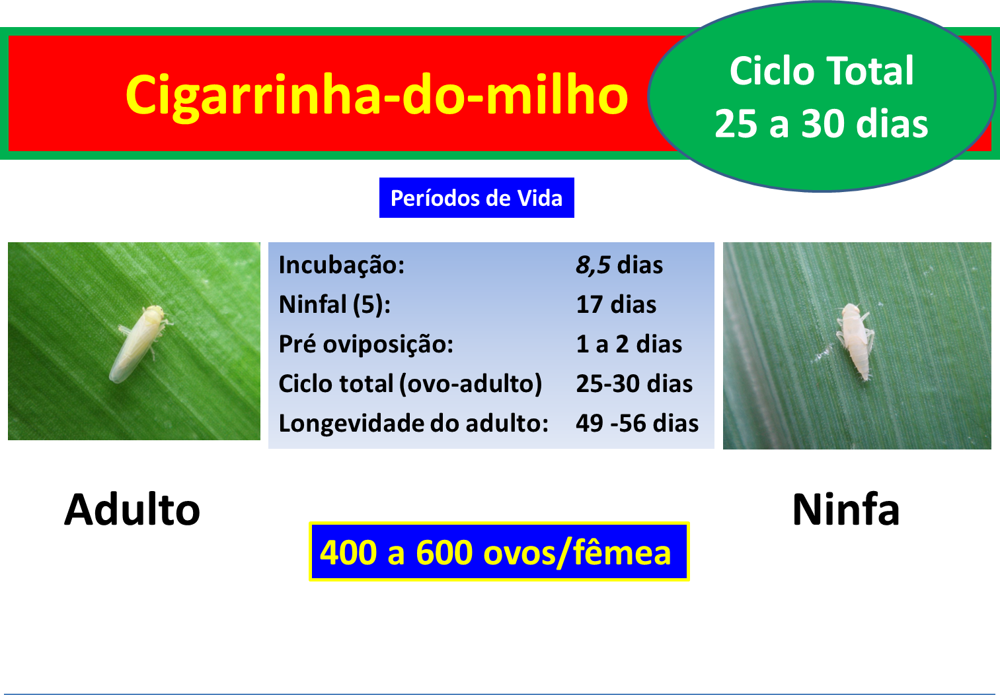 Cigarrinha-do-milho
Ciclo Total
25 a 30 dias
Períodos de Vida
Incubação: 8,5 dias
Ninfal (5): 17 dias
Pré oviposição: 1 a 2 dias
Ciclo total (ovo-adulto) 25-30 dias
Longevidade do adulto: 49 -56 dias
Adulto
Ninfa
400 a 600 ovos/fêmea